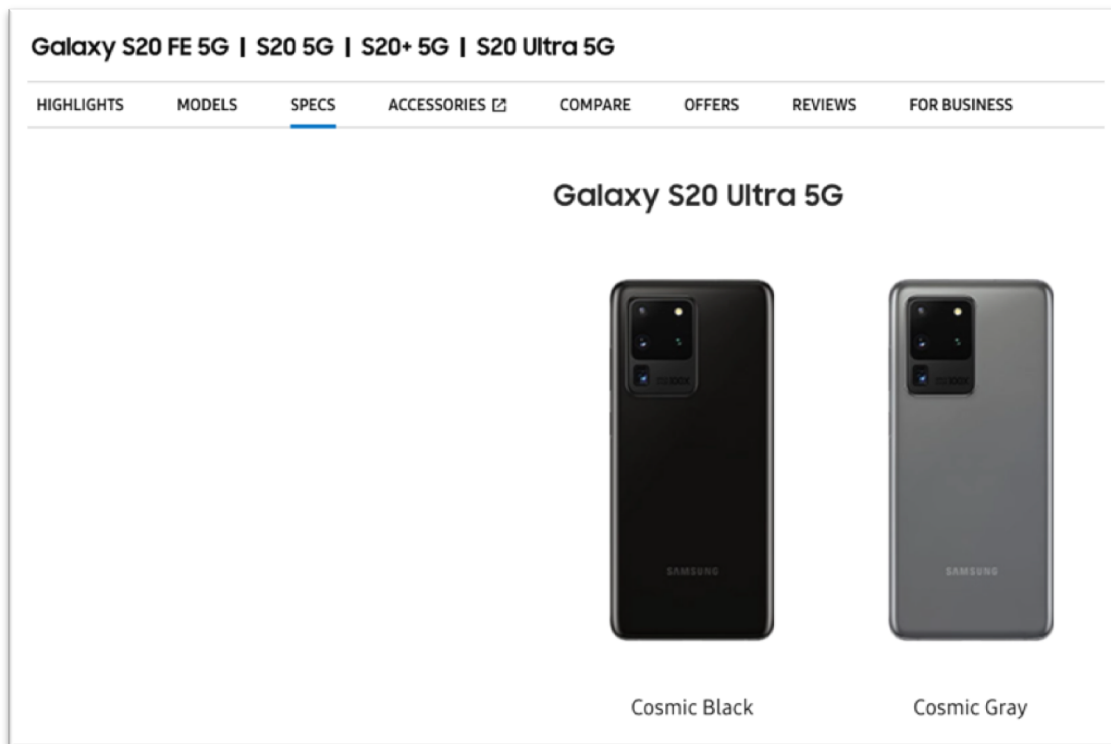 Galaxy S20 FE 5G | S20 5G | S20+ 5G | S20 Ultra 5G
HIGHLIGHTS MODELS SPECS ACCESSORIES COMPARE OFFERS REVIEWS FOR BUSINESS
Galaxy S20 Ultra 5G
SAMSUNG SAMSUNG
Cosmic Black Cosmic Gray